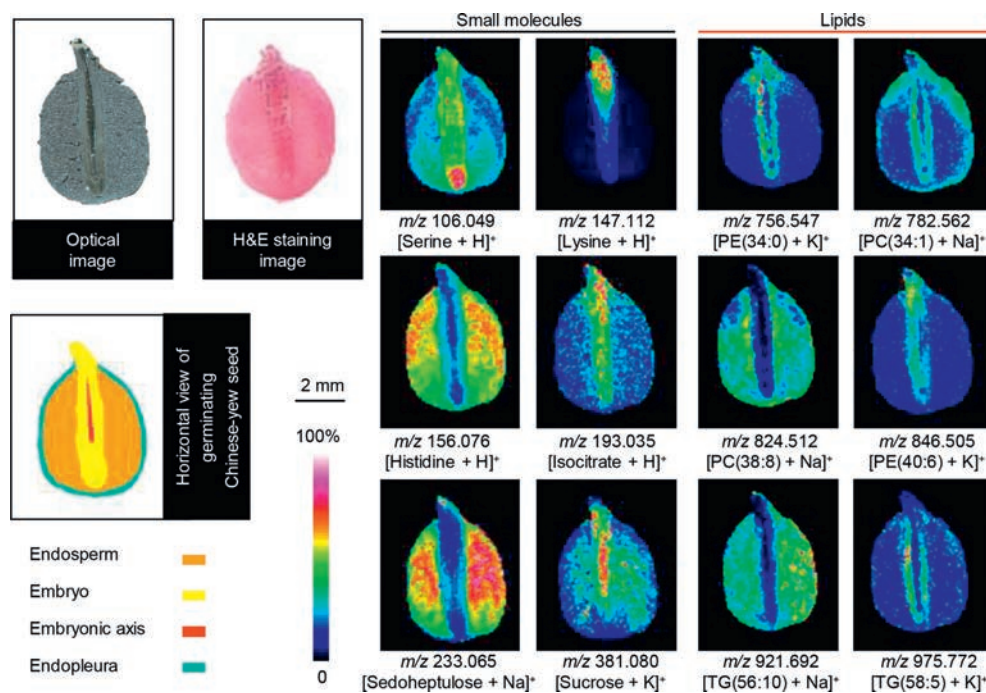 Small molecules
Lipids
Optical
image
H&E staining
image
m/z 106.049
[Serine + H]⁺
m/z 147.112
[Lysine + H]⁺
m/z 756.547
[PE(34:0) + K]⁺
m/z 782.562
[PC(34:1) + Na]⁺
Horizontal view of
germinating
Chinese-yew seed
2 mm
100%
0
m/z 156.076
[Histidine + H]⁺
m/z 193.035
[Isocitrate + H]⁺
m/z 824.512
[PC(38:8) + Na]⁺
m/z 846.505
[PE(40:6) + K]⁺
Endosperm
Embryo
Embryonic axis
Endopleura
m/z 233.065
[Sedoheptulose + Na]⁺
m/z 381.080
[Sucrose + K]⁺
m/z 921.692
[TG(56:10) + Na]⁺
m/z 975.772
[TG(58:5) + K]⁺